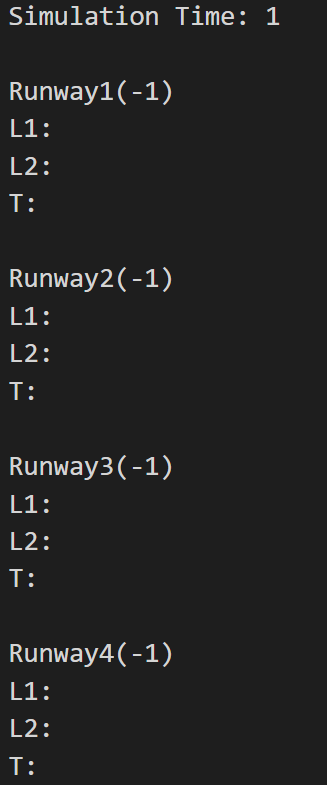 Simulation Time: 1
Runway1(-1)
L1:
L2:
T:
Runway2(-1)
L1:
L2:
T:
Runway3(-1)
L1:
L2:
T:
Runway4(-1)
L1:
L2:
T: